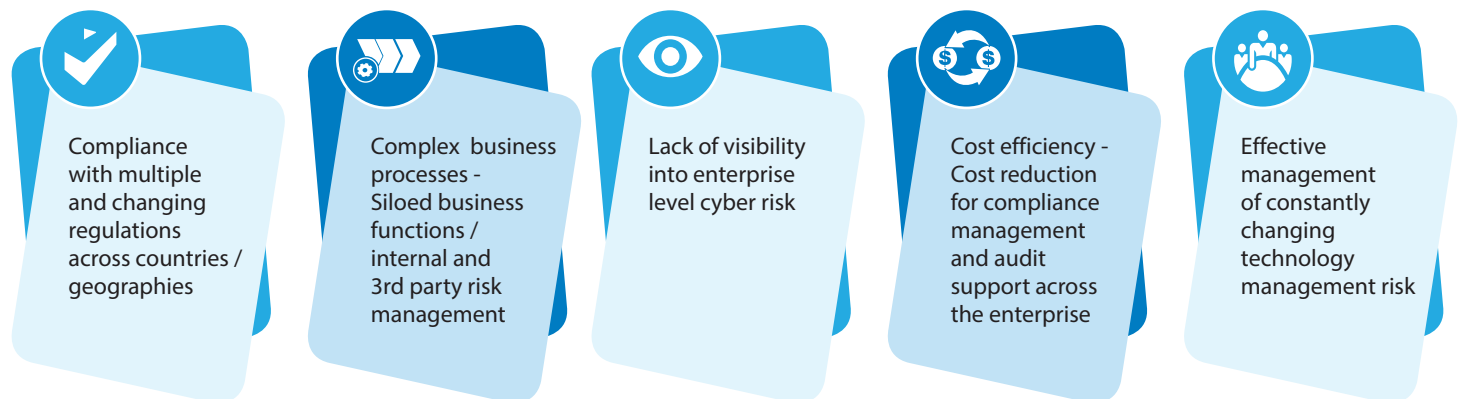 Compliance
with multiple
and changing
regulations
across countries /
geographies
Complex  business
processes -
Siloed business
functions /
internal and
3rd party risk
management
Lack of visibility
into enterprise
level cyber risk
$ $
Cost efficiency -
Cost reduction
for compliance
management
and audit
support across
the enterprise
Effective
management
of constantly
changing
technology
management risk